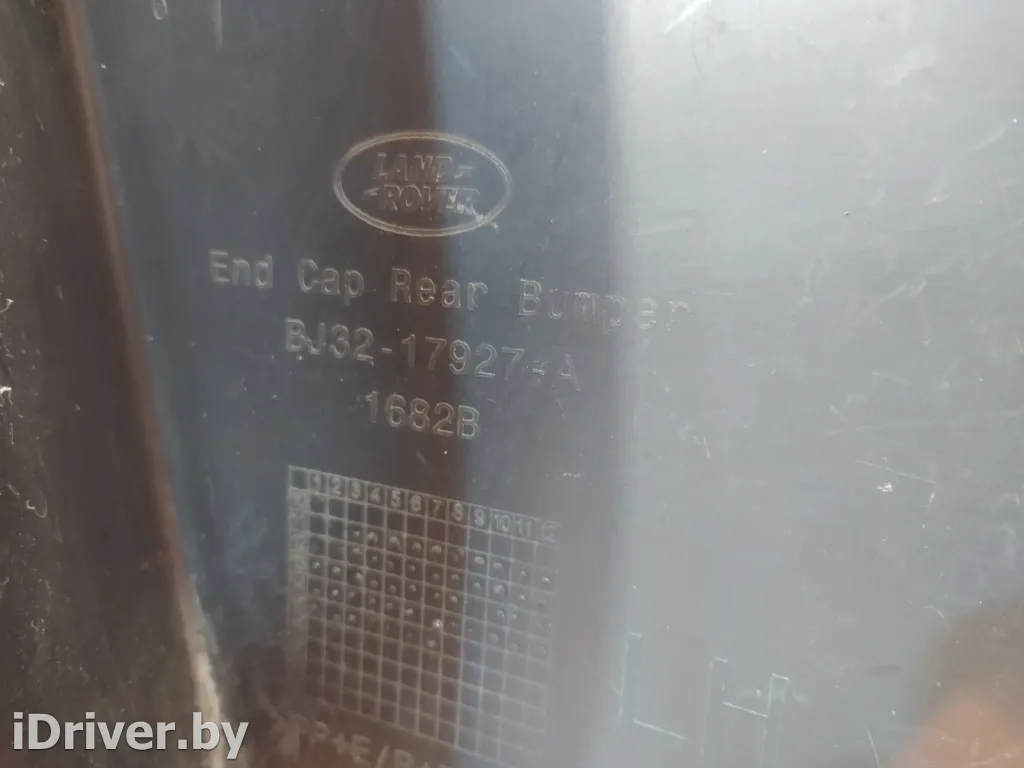 LAND
ROVER
End Cap Rear Bumper
BJ32-17927-A
1682B
1 2 3 4 5 6 7 8 9 10 11 12
iDriver.by